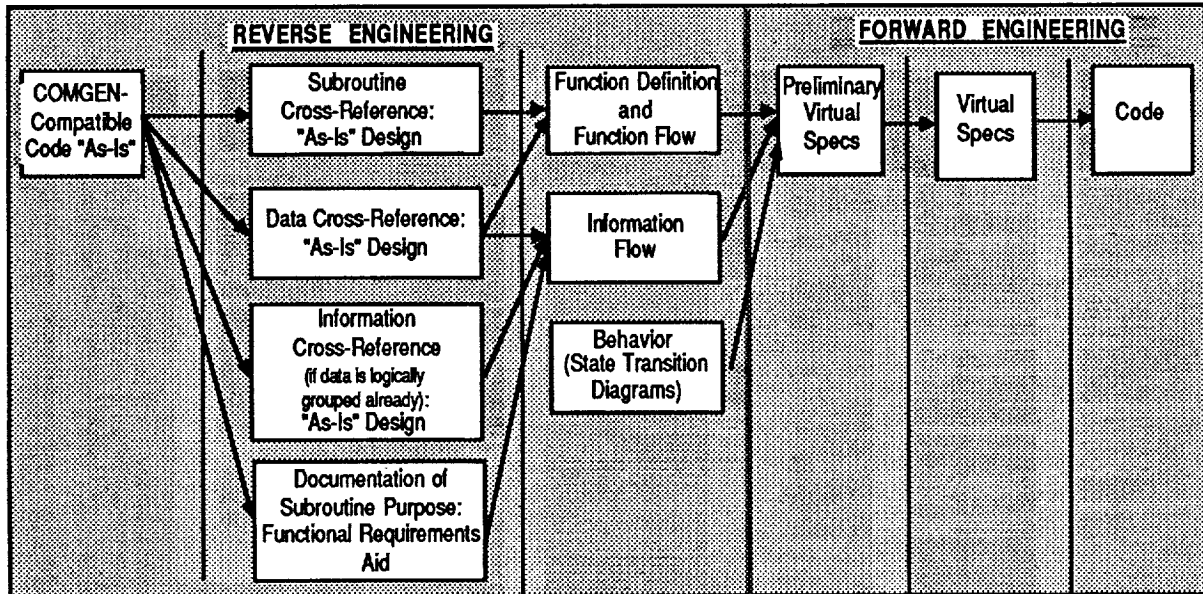 REVERSE ENGINEERING
FORWARD ENGINEERING
COMGEN-
Compatible
Code "As-Is"
Subroutine
Cross-Reference:
"As-Is" Design
Data Cross-Reference:
"As-Is" Design
Information
Cross-Reference
(if data is logically
grouped already):
"As-Is" Design
Documentation of
Subroutine Purpose:
Functional Requirements
Aid
Function Definition
and
Function Flow
Information
Flow
Behavior
(State Transition
Diagrams)
Preliminary
Virtual
Specs
Virtual
Specs
Code